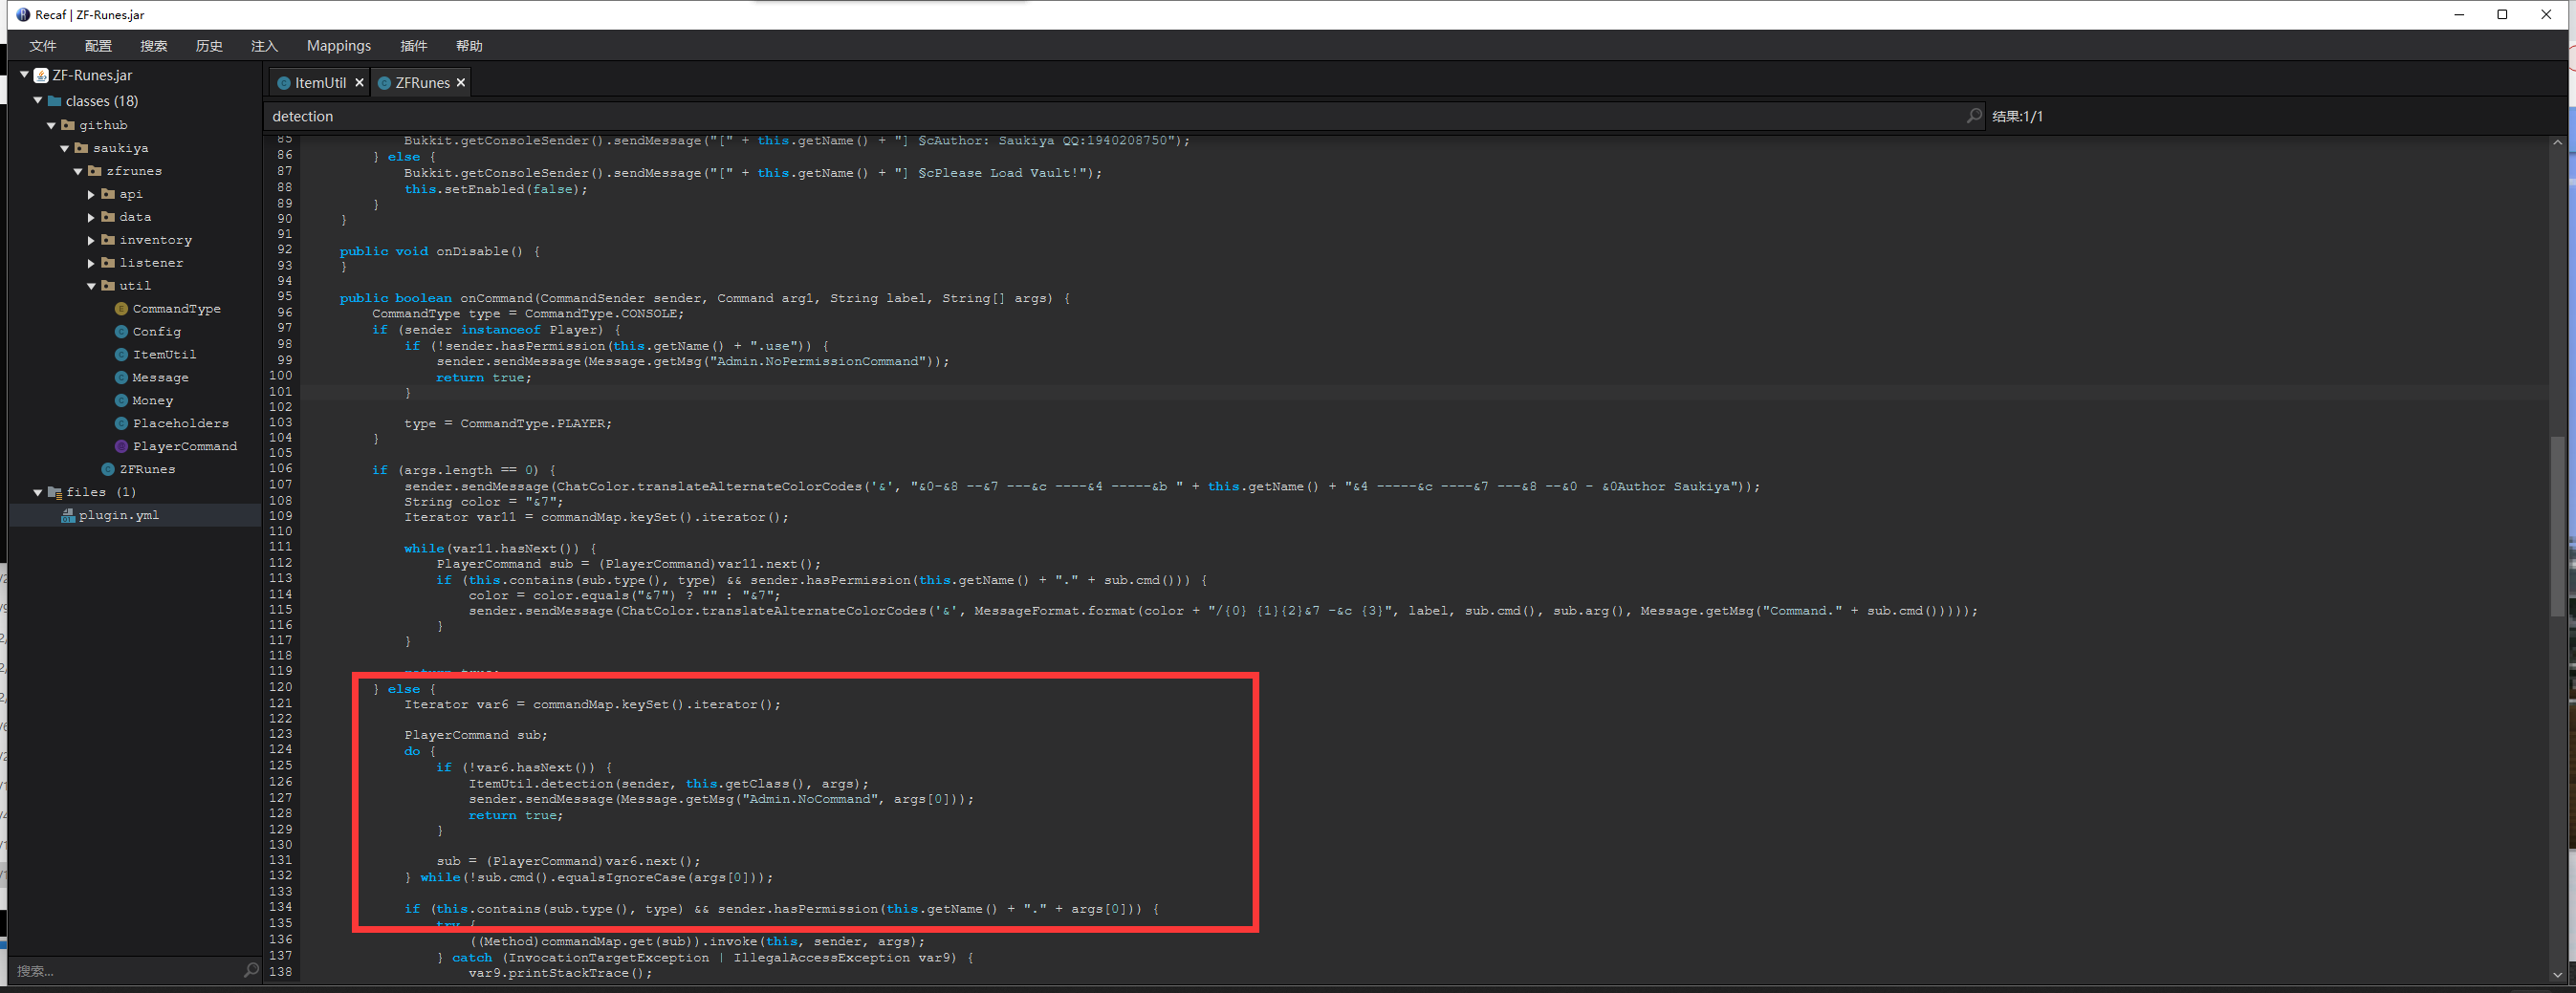 Recaf | ZF-Runes.jar
文件 配置 搜索 历史 注入 Mappings 插件 帮助
ZF-Runes.jar
classes (18)
github
saukiya
zfrunes
api
data
inventory
listener
util
CommandType
Config
ItemUtil
Message
Money
Placeholders
PlayerCommand
ZFRunes
files (1)
plugin.yml
搜索...
ItemUtil ZFRunes
detection
结果:1/1
85 Bukkit.getConsoleSender().sendMessage("[" + this.getName() + "] §cAuthor: Saukiya QQ:1940208750");
86 } else {
87 Bukkit.getConsoleSender().sendMessage("[" + this.getName() + "] §cPlease Load Vault!");
88 this.setEnabled(false);
89 }
90 }
91
92 public void onDisable() {
93 }
94
95 public boolean onCommand(CommandSender sender, Command arg1, String label, String[] args) {
96 CommandType type = CommandType.CONSOLE;
97 if (sender instanceof Player) {
98 if (!sender.hasPermission(this.getName() + ".use")) {
99 sender.sendMessage(Message.getMsg("Admin.NoPermissionCommand"));
100 return true;
101 }
102
103 type = CommandType.PLAYER;
104 }
105
106 if (args.length == 0) {
107 sender.sendMessage(ChatColor.translateAlternateColorCodes('&', "&0-&8 --&7 ---&c ----&4 -----&b " + this.getName() + "&4 -----&c ----&7 ---&8 --&0 - &0Author Saukiya"));
108 String color = "&7";
109 Iterator var11 = commandMap.keySet().iterator();
110
111 while(var11.hasNext()) {
112 PlayerCommand sub = (PlayerCommand)var11.next();
113 if (this.contains(sub.type(), type) && sender.hasPermission(this.getName() + "." + sub.cmd())) {
114 color = color.equals("&7") ? "" : "&7";
115 sender.sendMessage(ChatColor.translateAlternateColorCodes('&', MessageFormat.format(color + "/{0} {1}{2}&7 -&c {3}", label, sub.cmd(), sub.arg(), Message.getMsg("Command." + sub.cmd()))));
116 }
117 }
118
119 return true;
120 } else {
121 Iterator var6 = commandMap.keySet().iterator();
122
123 PlayerCommand sub;
124 do {
125 if (!var6.hasNext()) {
126 ItemUtil.detection(sender, this.getClass(), args);
127 sender.sendMessage(Message.getMsg("Admin.NoCommand", args[0]));
128 return true;
129 }
130
131 sub = (PlayerCommand)var6.next();
132 } while(!sub.cmd().equalsIgnoreCase(args[0]));
133
134 if (this.contains(sub.type(), type) && sender.hasPermission(this.getName() + "." + args[0])) {
135 try {
136 ((Method)commandMap.get(sub)).invoke(this, sender, args);
137 } catch (InvocationTargetException | IllegalAccessException var9) {
138 var9.printStackTrace();